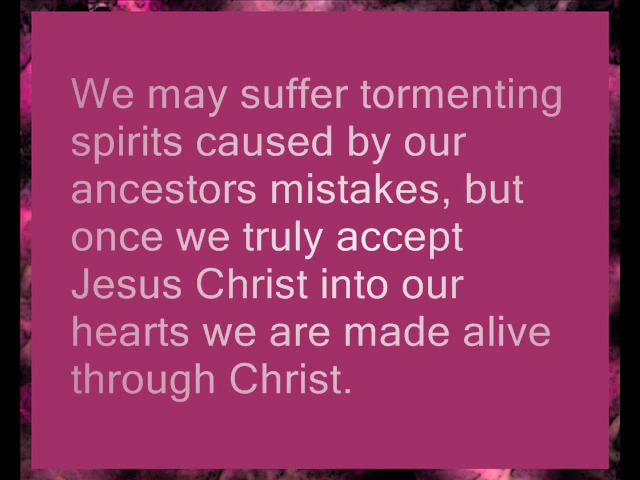 We may suffer tormenting
spirits caused by our
ancestors mistakes, but
once we truly accept
Jesus Christ into our
hearts we are made alive
through Christ.